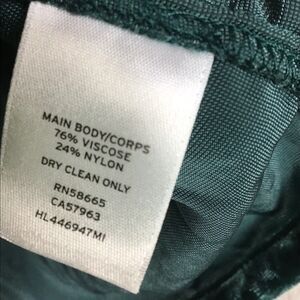 MAIN BODY/CORPS
76% VISCOSE
24% NYLON
DRY CLEAN ONLY
RN58665
CA57963
HL446947MI